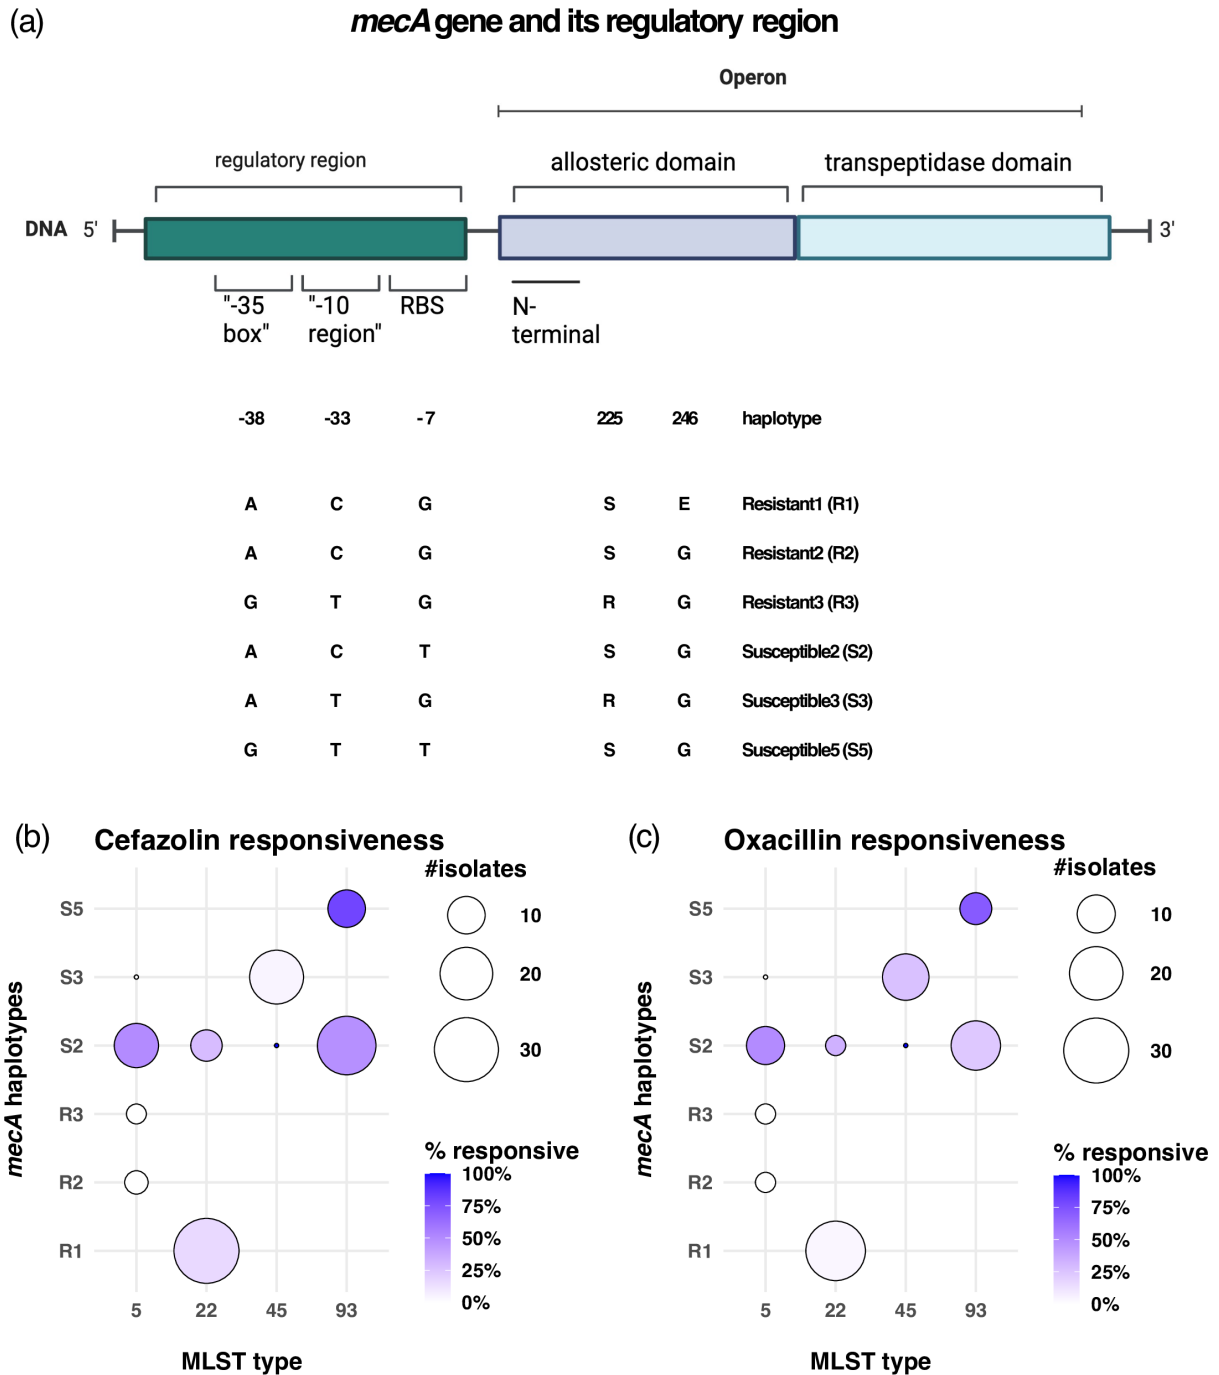 (a)
mecA gene and its regulatory region
Operon
regulatory region
allosteric domain
transpeptidase domain
DNA 5'
3'
"-35 box"
"-10 region"
RBS
N-terminal
-38 -33 -7 225 246 haplotype
A C G S E Resistant1 (R1)
A C G S G Resistant2 (R2)
G T G R G Resistant3 (R3)
A C T S G Susceptible2 (S2)
A T G R G Susceptible3 (S3)
G T T S G Susceptible5 (S5)
(b)
Cefazolin responsiveness
mecA haplotypes
S5
S3
S2
R3
R2
R1
5 22 45 93
MLST type
#isolates
10
20
30
% responsive
100%
75%
50%
25%
0%
(c)
Oxacillin responsiveness
mecA haplotypes
S5
S3
S2
R3
R2
R1
5 22 45 93
MLST type
#isolates
10
20
30
% responsive
100%
75%
50%
25%
0%